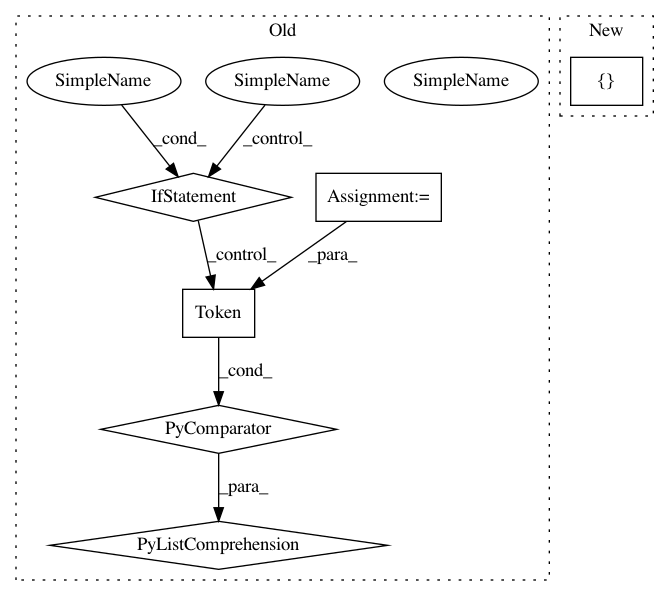 Old
New
SimpleName
SimpleName
SimpleName
{}
_cond_
_control_
IfStatement
Assignment:=
_control_
_para_
Token
_cond_
PyComparator
_para_
PyListComprehension